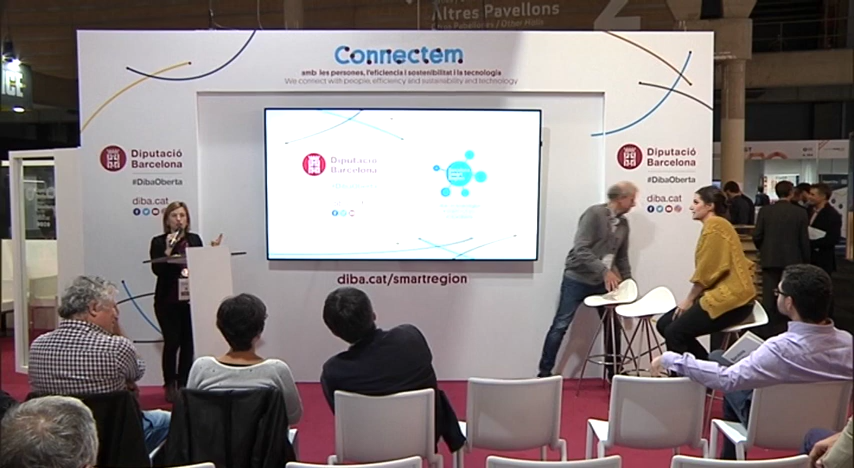 Altres Pavellons
Connectem
amb les persones, l'eficiencia i sostenibilitat i la tecnologia
We connect with people, efficiency and sustainability and technology
Diputació
Barcelona
#DibaOberta
diba.cat
Diputació
Barcelona
Diputació
Barcelona
#DibaOberta
diba.cat
diba.cat/smartregion